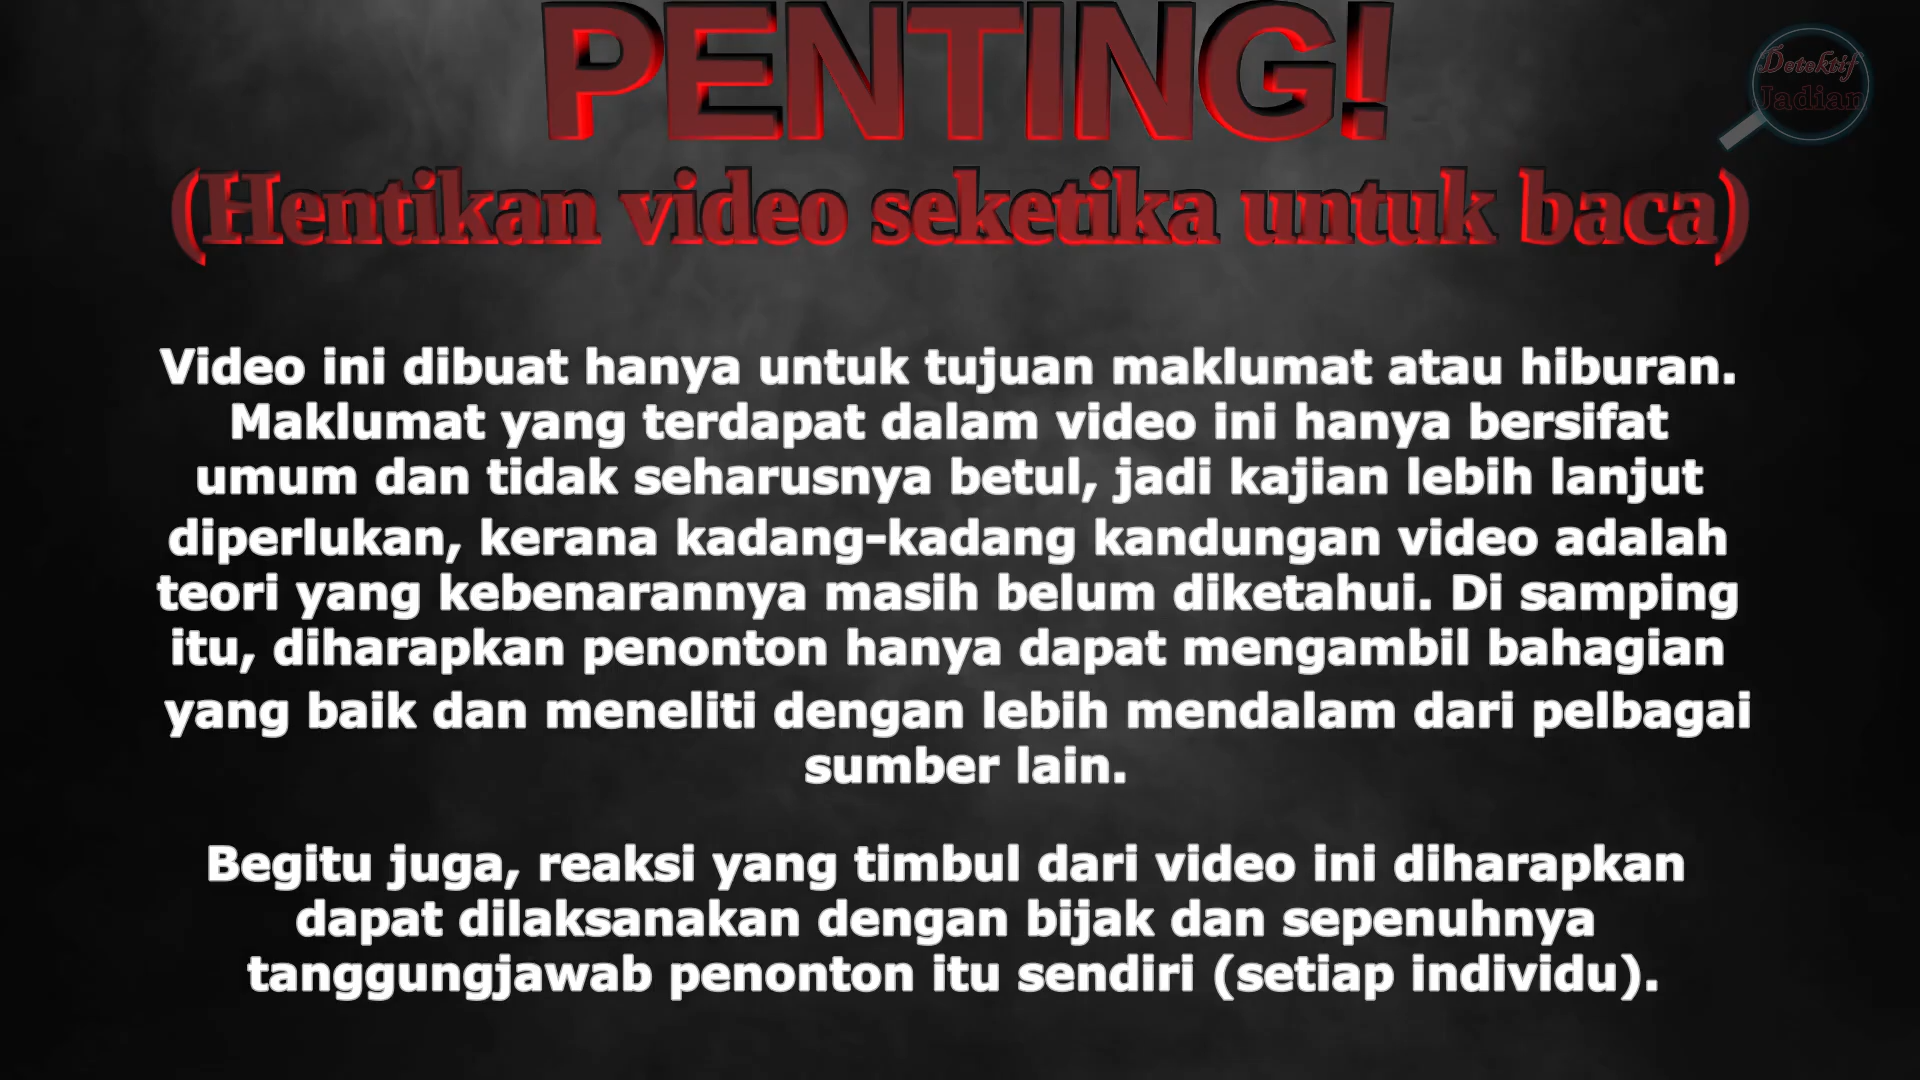 PENTING!
Detektif
Jadian
(Hentikan video seketika untuk baca)
Video ini dibuat hanya untuk tujuan maklumat atau hiburan.
Maklumat yang terdapat dalam video ini hanya bersifat
umum dan tidak seharusnya betul, jadi kajian lebih lanjut
diperlukan, kerana kadang-kadang kandungan video adalah
teori yang kebenarannya masih belum diketahui. Di samping
itu, diharapkan penonton hanya dapat mengambil bahagian
yang baik dan meneliti dengan lebih mendalam dari pelbagai
sumber lain.
Begitu juga, reaksi yang timbul dari video ini diharapkan
dapat dilaksanakan dengan bijak dan sepenuhnya
tanggungjawab penonton itu sendiri (setiap individu).